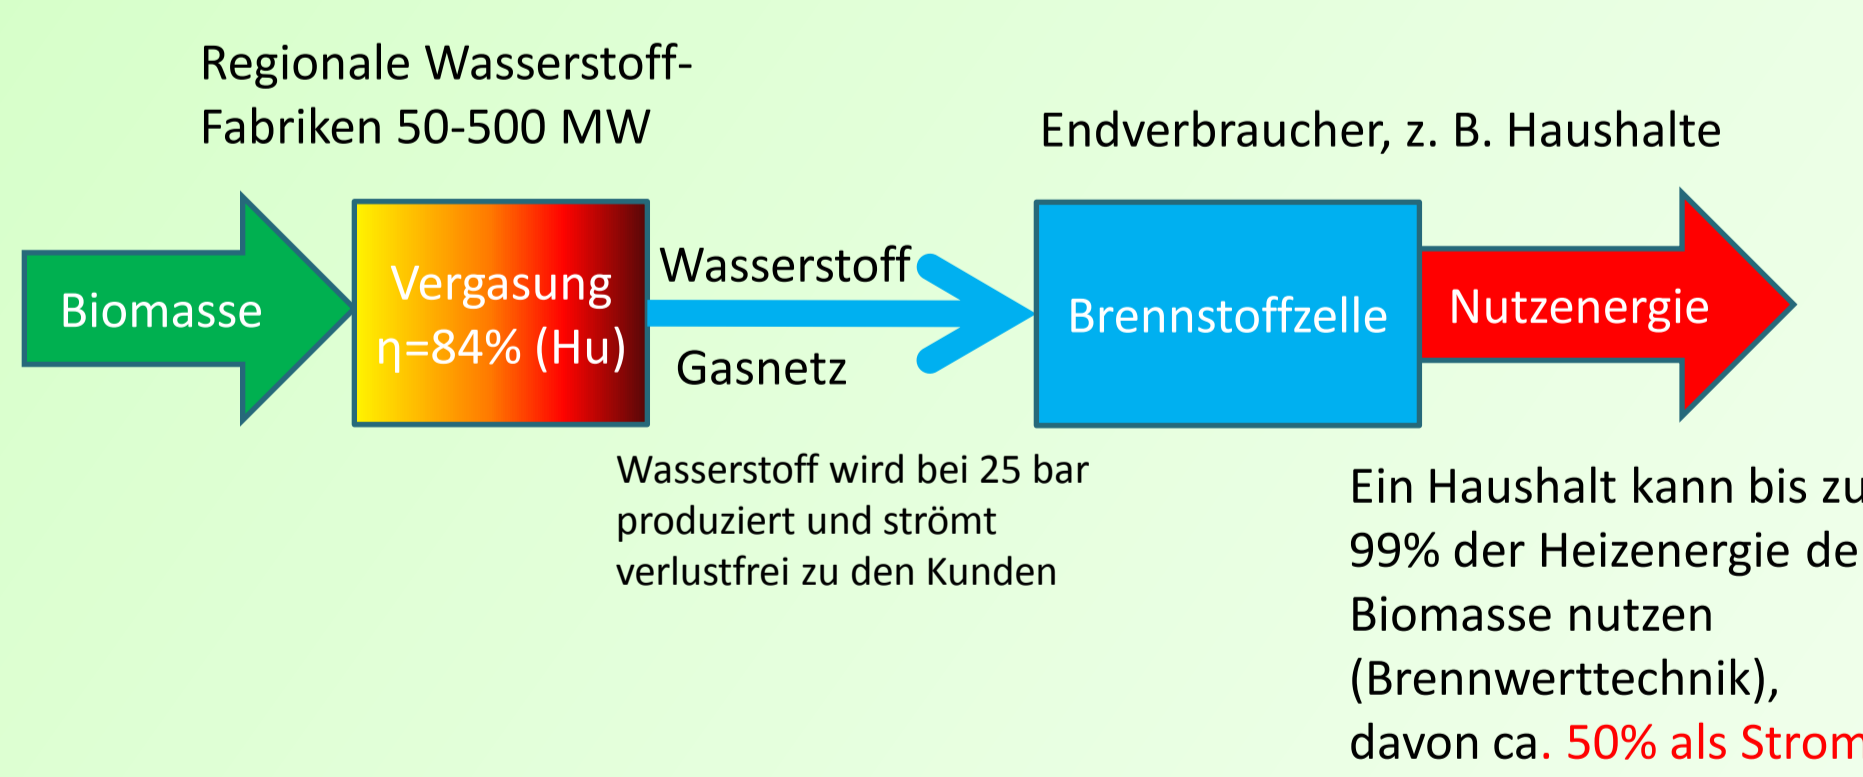 Regionale Wasserstoff-
Fabriken 50-500 MW
Endverbraucher, z. B. Haushalte
Biomasse
Vergasung
η=84% (Hu)
Wasserstoff
Gasnetz
Brennstoffzelle
Nutzenergie
Wasserstoff wird bei 25 bar
produziert und strömt
verlustfrei zu den Kunden
Ein Haushalt kann bis zu
99% der Heizenergie de
Biomasse nutzen
(Brennwerttechnik),
davon ca. 50% als Strom